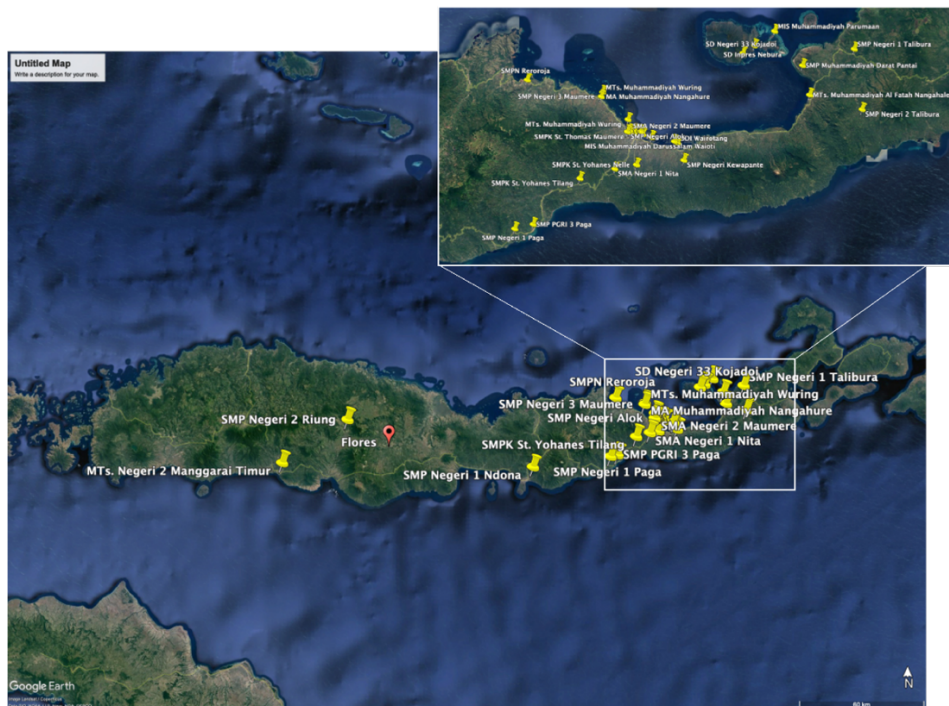 Untitled Map
Write a description for your map.
MIS Muhammadiyah Parumaan
SD Negeri 33 Kojadoi
SD Inpres Nebura
SMP Negeri 1 Talibura
SMP Muhammadiyah Darat Pantai
SMPN Reroroja
MTs. Muhammadiyah Wuring
SMP Negeri 3 Maumere
MA Muhammadiyah Nangahure
MTs. Muhammadiyah Al Fatah Nangahale
SMP Negeri 2 Talibura
MTs. Muhammadiyah Wuring
SMA Negeri 2 Maumere
SMPK St. Thomas Maumere
SMP Negeri Alok
MIS Muhammadiyah Darussalam Waioti
SMPK St. Yohanes Nelle
SMP Negeri Kewapante
SMA Negeri 1 Nita
SMPK St. Yohanes Tilang
SMP PGRI 3 Paga
SMP Negeri 1 Paga
SD Negeri 33 Kojadoi
SMP Negeri 1 Talibura
SMPN Reroroja
MTs. Muhammadiyah Wuring
SMP Negeri 3 Maumere
MA Muhammadiyah Nangahure
SMP Negeri 2 Riung
SMP Negeri Alok
SMA Negeri 2 Maumere
Flores
SMPK St. Yohanes Tilang
SMA Negeri 1 Nita
SMP PGRI 3 Paga
MTs. Negeri 2 Manggarai Timur
SMP Negeri 1 Ndona
SMP Negeri 1 Paga
Google Earth
Image Landsat / Copernicus
N
60 km